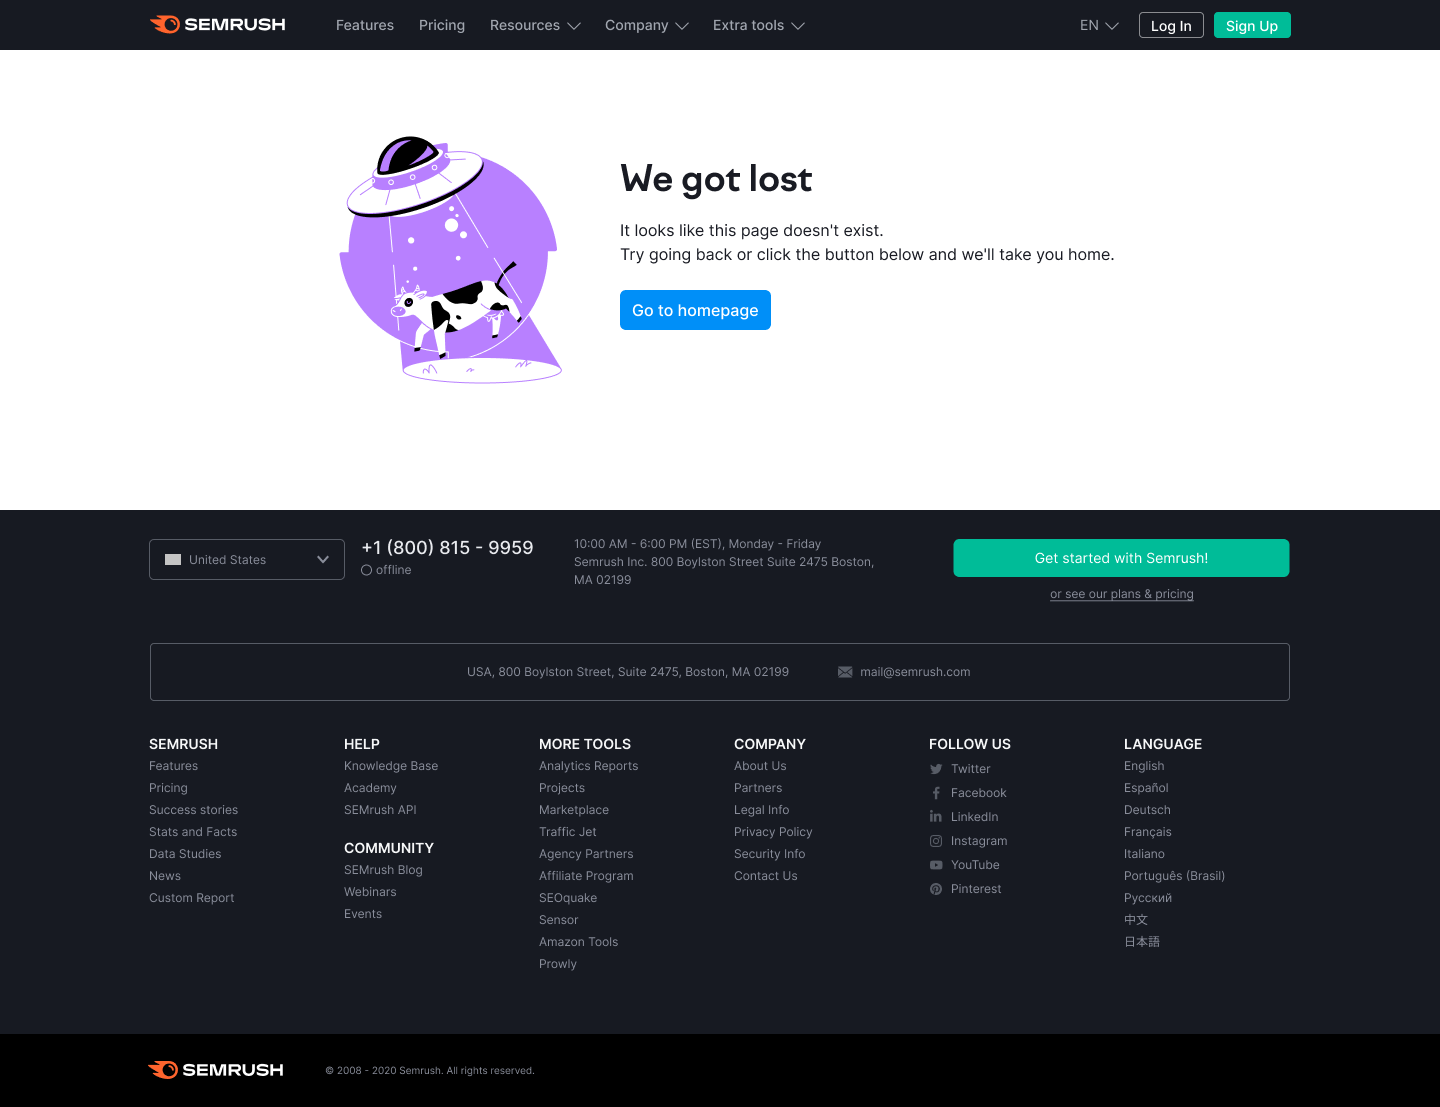 SEMRUSH
Features
Pricing
Resources
Company
Extra tools
EN
Log In
Sign Up
We got lost
It looks like this page doesn't exist.
Try going back or click the button below and we'll take you home.
Go to homepage
United States
+1 (800) 815 - 9959
offline
10:00 AM - 6:00 PM (EST), Monday - Friday
Semrush Inc. 800 Boylston Street Suite 2475 Boston,
MA 02199
Get started with Semrush!
or see our plans & pricing
USA, 800 Boylston Street, Suite 2475, Boston, MA 02199
mail@semrush.com
SEMRUSH
Features
Pricing
Success stories
Stats and Facts
Data Studies
News
Custom Report
HELP
Knowledge Base
Academy
SEMrush API
COMMUNITY
SEMrush Blog
Webinars
Events
MORE TOOLS
Analytics Reports
Projects
Marketplace
Traffic Jet
Agency Partners
Affiliate Program
SEOquake
Sensor
Amazon Tools
Prowly
COMPANY
About Us
Partners
Legal Info
Privacy Policy
Security Info
Contact Us
FOLLOW US
Twitter
Facebook
LinkedIn
Instagram
YouTube
Pinterest
LANGUAGE
English
Español
Deutsch
Français
Italiano
Português (Brasil)
Русский
中文
日本語
SEMRUSH
© 2008 - 2020 Semrush. All rights reserved.